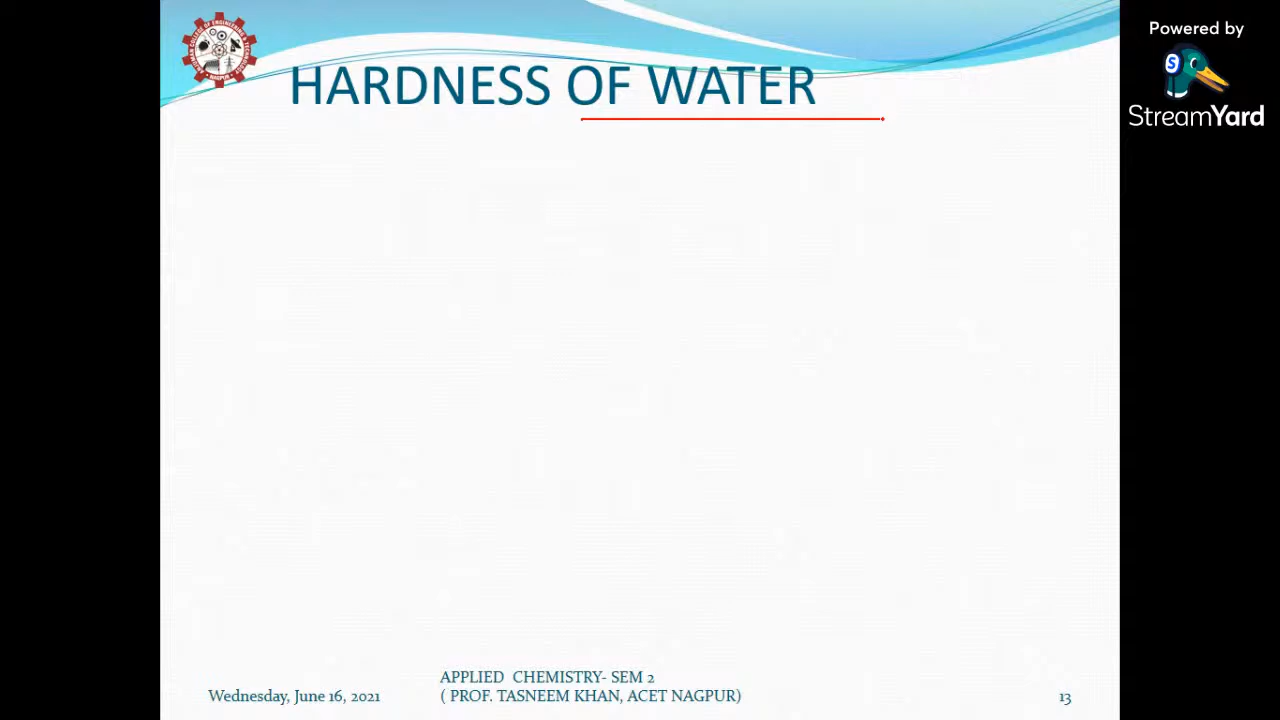 HARDNESS OF WATER
Powered by
StreamYard
APPLIED CHEMISTRY- SEM 2
Wednesday, June 16, 2021
( PROF. TASNEEM KHAN, ACET NAGPUR)
13